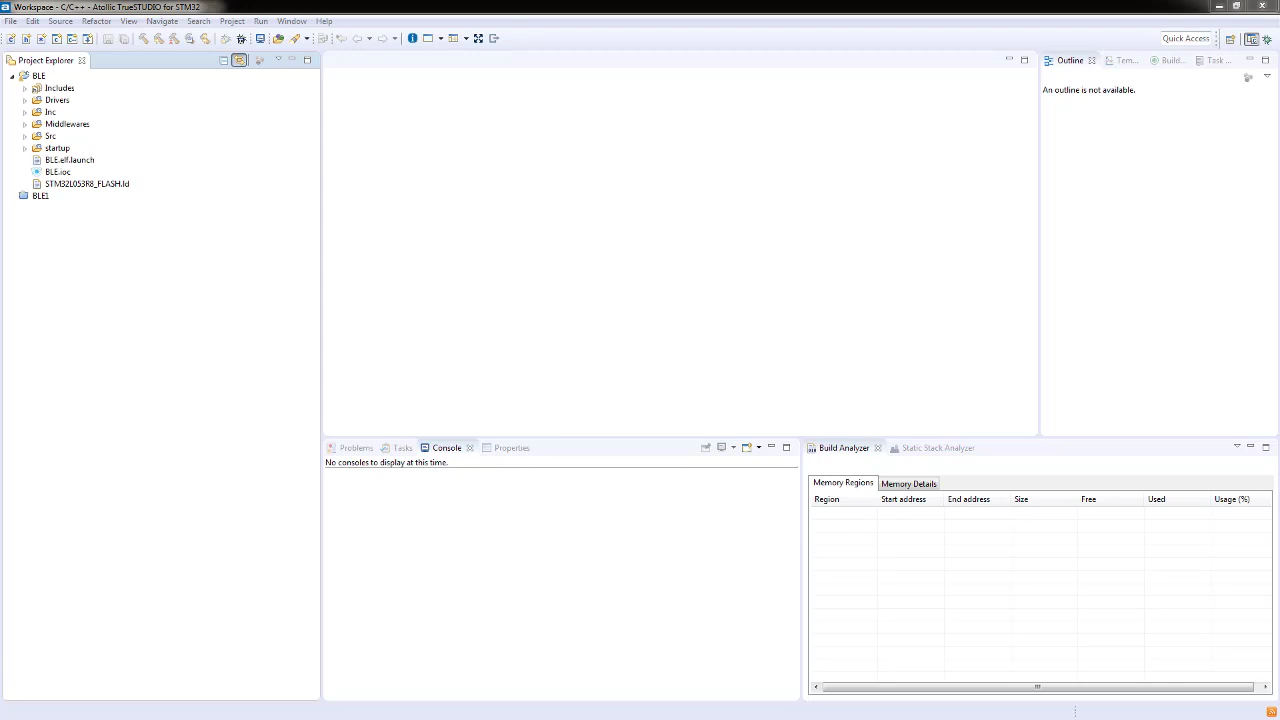 Workspace - C/C++ - Atollic TrueSTUDIO for STM32
File Edit Source Refactor View Navigate Search Project Run Window Help
Quick Access
Project Explorer
BLE
Includes
Drivers
Inc
Middlewares
Src
startup
BLE.elf.launch
BLE.ioc
STM32L053R8_FLASH.ld
BLE1
Outline Tem... Build... Task ...
An outline is not available.
Problems Tasks Console Properties
No consoles to display at this time.
Build Analyzer Static Stack Analyzer
Memory Regions Memory Details
Region Start address End address Size Free Used Usage (%)